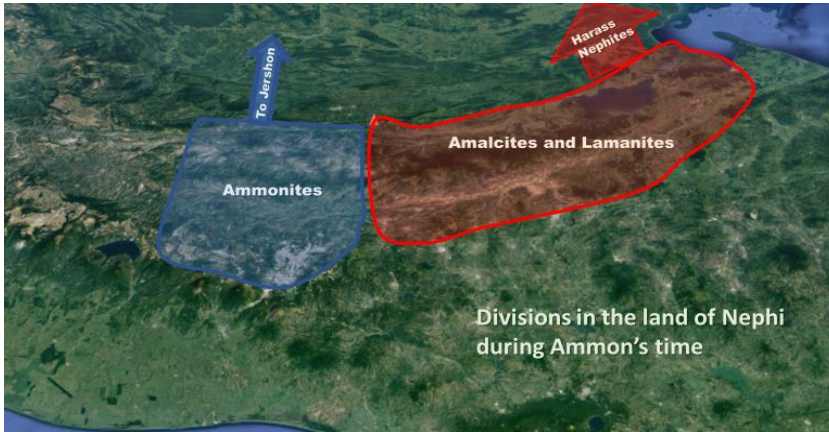 To Jershon
Harass
Nephites
Ammonites
Amalcites and Lamanites
Divisions in the land of Nephi
during Ammon's time